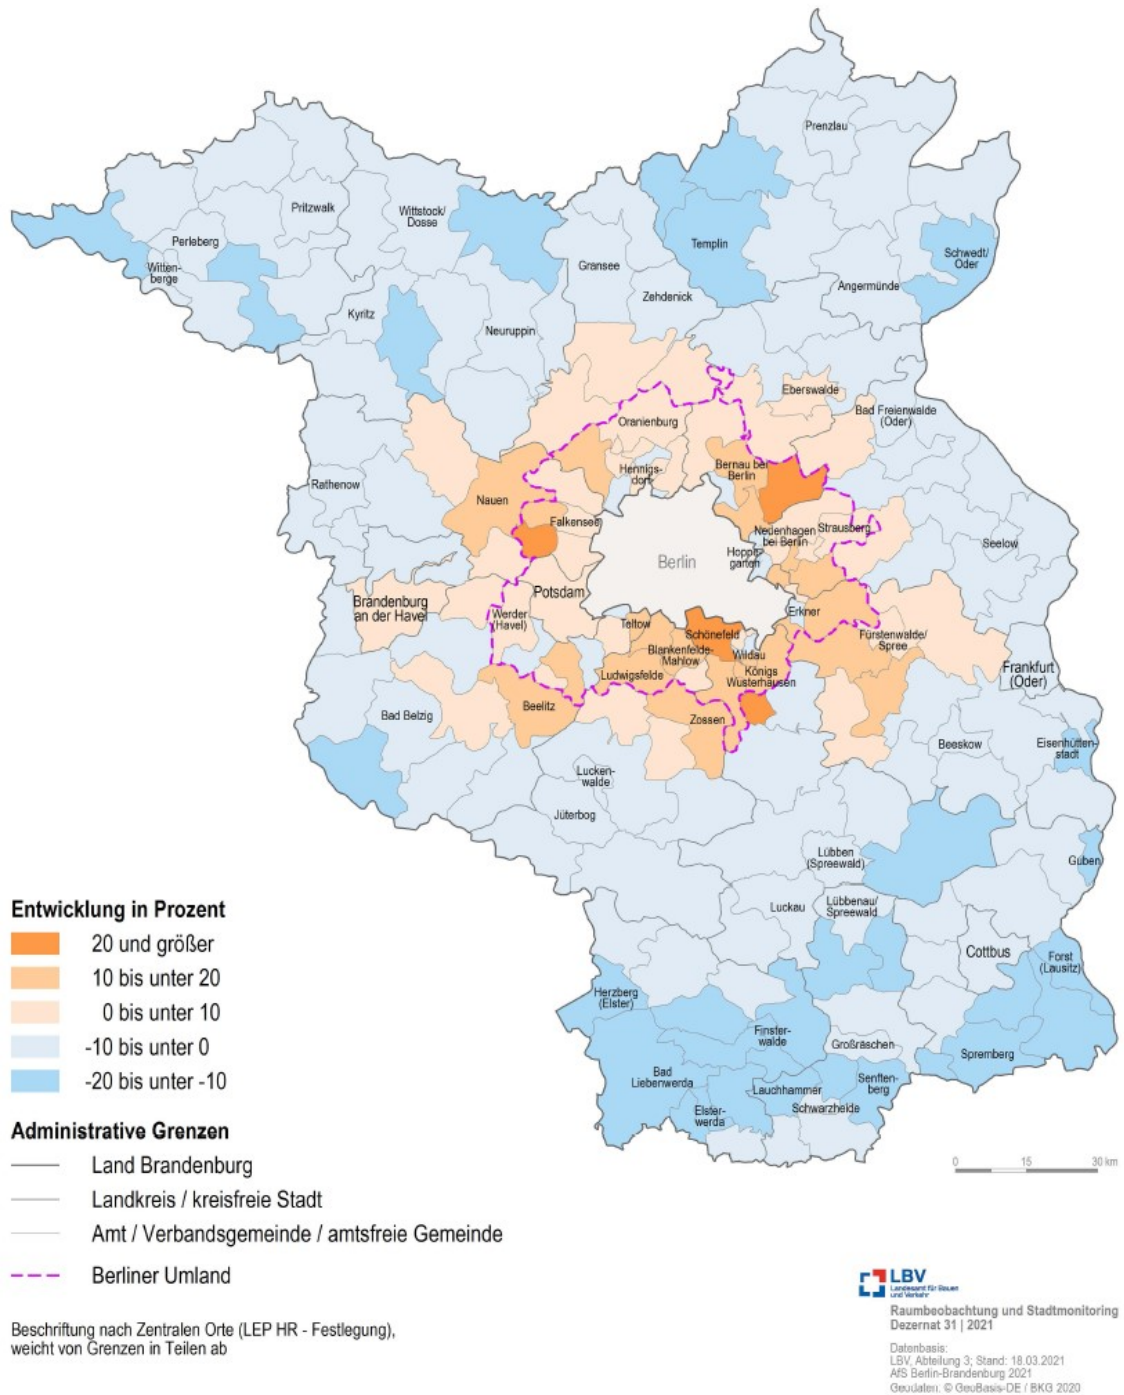 Prenzlau
Pritzwalk
Wittstock/
Dosse
Perleberg
Witten-
berge
Gransee
Templin
Schwedt/
Oder
Zehdenick
Angermünde
Kyritz
Neuruppin
Eberswalde
Bad Freienwalde
(Oder)
Oranienburg
Hennigs-
dorf
Bernau bei
Berlin
Rathenow
Nauen
Falkensee
Neuenhagen
bei Berlin
Strausberg
Seelow
Hoppe-
garten
Berlin
Potsdam
Brandenburg
an der Havel
Werder
(Havel)
Erkner
Teltow
Schönefeld
Fürstenwalde/
Spree
Blankenfelde-
Mahlow
Wildau
Ludwigsfelde
Königs
Wusterhausen
Frankfurt
(Oder)
Bad Belzig
Beelitz
Zossen
Beeskow
Eisenhütten-
stadt
Lucken-
walde
Jüterbog
Lübben
(Spreewald)
Guben
Luckau
Lübbenau/
Spreewald
Cottbus
Forst
(Lausitz)
Herzberg
(Elster)
Finster-
walde
Großräschen
Spremberg
Bad
Liebenwerda
Lauchhammer
Senften-
berg
Elster-
werda
Schwarzheide
Entwicklung in Prozent
20 und größer
10 bis unter 20
0 bis unter 10
-10 bis unter 0
-20 bis unter -10
Administrative Grenzen
Land Brandenburg
Landkreis / kreisfreie Stadt
Amt / Verbandsgemeinde / amtsfreie Gemeinde
Berliner Umland
Beschriftung nach Zentralen Orte (LEP HR - Festlegung),
weicht von Grenzen in Teilen ab
0 15 30 km
LBV
Landesamt für Bauen
und Verkehr
Raumbeobachtung und Stadtmonitoring
Dezernat 31 | 2021
Datenbasis:
LBV, Abteilung 3; Stand: 18.03.2021
AfS Berlin-Brandenburg 2021
Geodaten: © GeoBasis-DE / BKG 2020